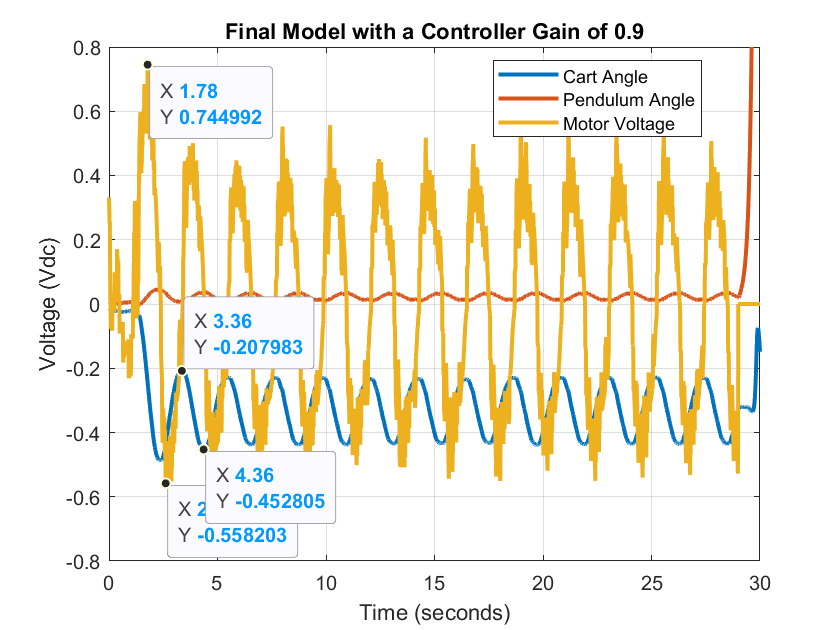 Final Model with a Controller Gain of 0.9
Voltage (Vdc)
0.8
0.6
0.4
0.2
0
-0.2
-0.4
-0.6
-0.8
Cart Angle
Pendulum Angle
Motor Voltage
X 1.78
Y 0.744992
X 3.36
Y -0.207983
X 4.36
Y -0.452805
X 2
Y -0.558203
0 5 10 15 20 25 30
Time (seconds)